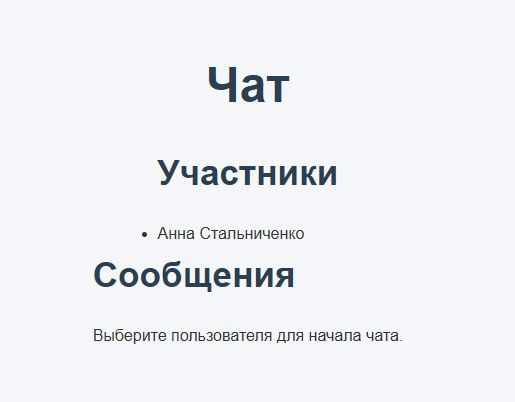 Чат
Участники
Анна Стальниченко
Сообщения
Выберите пользователя для начала чата.